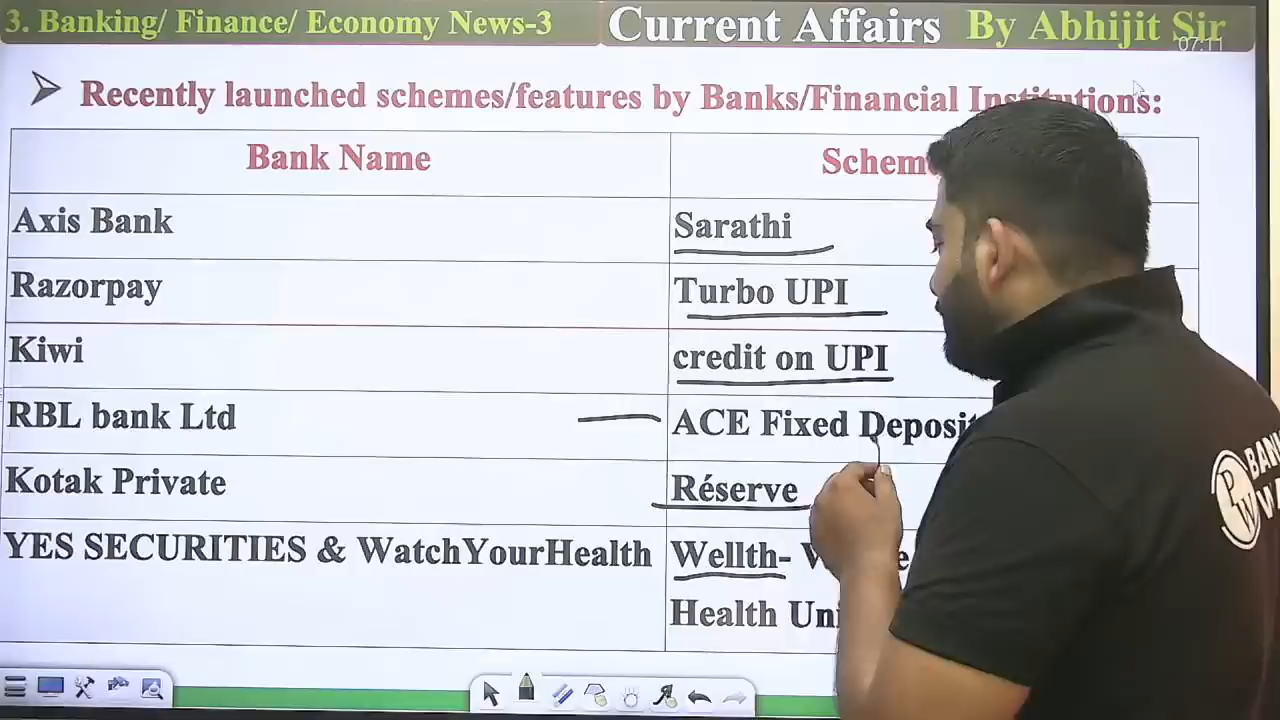 3. Banking/ Finance/ Economy News-3
Current Affairs
By Abhijit Sir
07:11
Recently launched schemes/features by Banks/Financial Institutions:
Bank Name
Axis Bank
Sarathi
Razorpay
Turbo UPI
Kiwi
credit on UPI
RBL bank Ltd
ACE Fixed Deposit
Kotak Private
Réserve
YES SECURITIES & WatchYourHealth
Wellth-
Health
PW